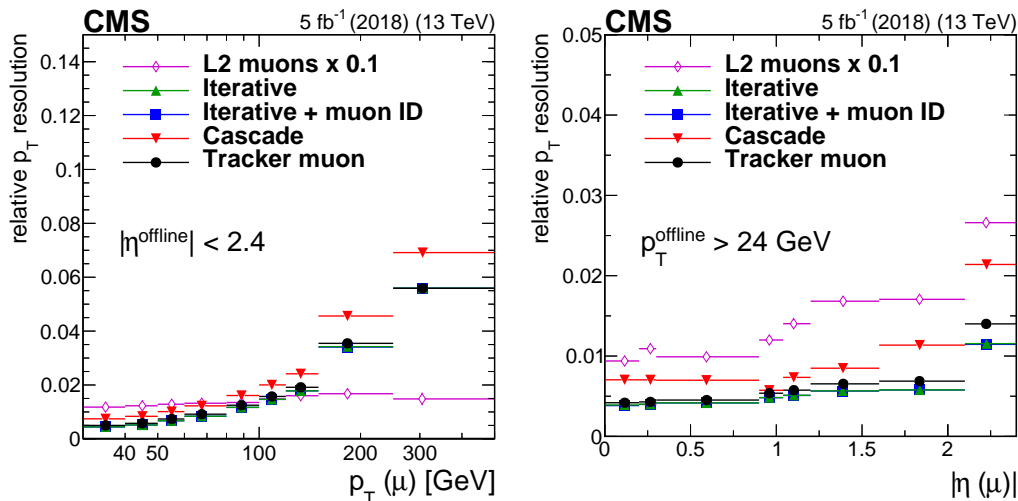 CMS 5 fb⁻¹ (2018) (13 TeV)
relative p_T resolution
0.15
L2 muons x 0.1
Iterative
Iterative + muon ID
Cascade
Tracker muon
0.1
0.08
0.06
0.04
0.02
0
|η^offline| < 2.4
40 50 100 200 300
p_T (μ) [GeV]
CMS 5 fb⁻¹ (2018) (13 TeV)
relative p_T resolution
0.05
0.04
0.03
0.02
0.01
0
L2 muons x 0.1
Iterative
Iterative + muon ID
Cascade
Tracker muon
p_T^offline > 24 GeV
0 0.5 1 1.5 2
|η(μ)|